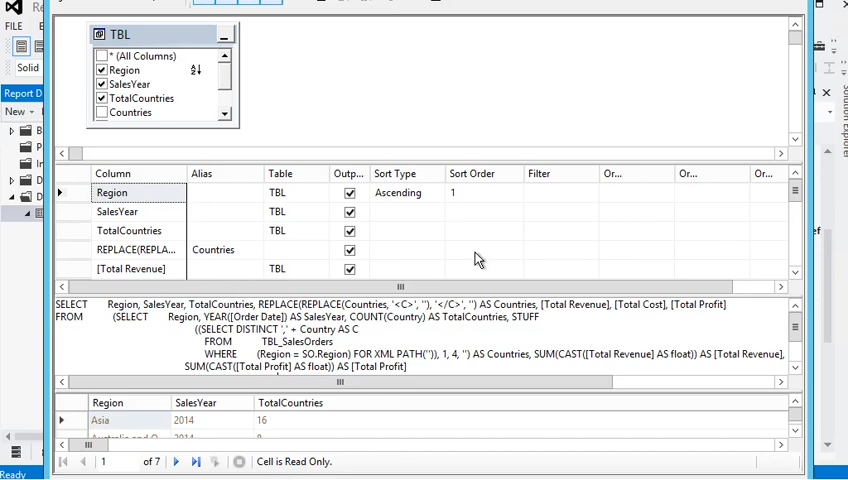 FILE
Solid
Report D
New
TBL
* (All Columns)
Region
SalesYear
TotalCountries
Countries
Column Alias Table Outp... Sort Type Sort Order Filter Or... Or... Or...
Region TBL Ascending 1
SalesYear TBL
TotalCountries TBL
REPLACE(REPLA... Countries
[Total Revenue] TBL
SELECT Region, SalesYear, TotalCountries, REPLACE(REPLACE(Countries, '<C>', ''), '</C>', '') AS Countries, [Total Revenue], [Total Cost], [Total Profit]
FROM (SELECT Region, YEAR([Order Date]) AS SalesYear, COUNT(Country) AS TotalCountries, STUFF
((SELECT DISTINCT ',' + Country AS C
FROM TBL_SalesOrders
WHERE (Region = SO.Region) FOR XML PATH('')), 1, 4, '') AS Countries, SUM(CAST([Total Revenue] AS float)) AS [Total Revenue],
SUM(CAST([Total Profit] AS float)) AS [Total Profit]
Region SalesYear TotalCountries
Asia 2014 16
1 of 7 Cell is Read Only.
Ready
Solution Explorer